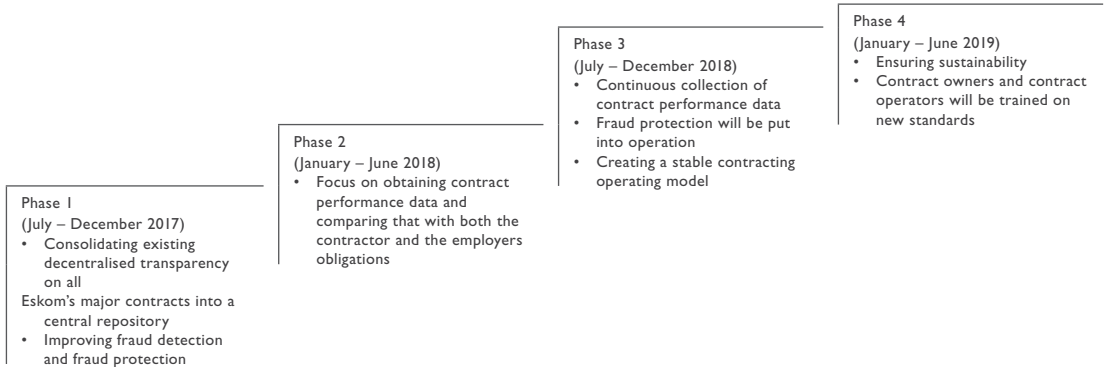 Phase 1
(July – December 2017)
• Consolidating existing
decentralised transparency
on all
Eskom's major contracts into a
central repository
• Improving fraud detection
and fraud protection
Phase 2
(January – June 2018)
• Focus on obtaining contract
performance data and
comparing that with both the
contractor and the employers
obligations
Phase 3
(July – December 2018)
• Continuous collection of
contract performance data
• Fraud protection will be put
into operation
• Creating a stable contracting
operating model
Phase 4
(January – June 2019)
• Ensuring sustainability
• Contract owners and contract
operators will be trained on
new standards